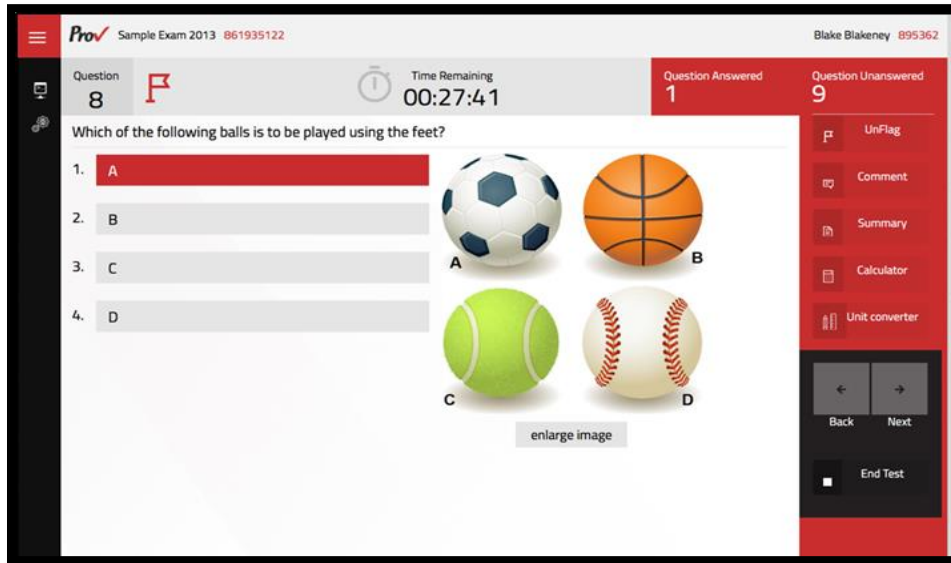 Prov Sample Exam 2013 861935122
Blake Blakeney 895362
Question
8
Time Remaining
00:27:41
Question Answered
1
Question Unanswered
9
Which of the following balls is to be played using the feet?
1. A
2. B
3. C
4. D
A
B
C
D
enlarge image
UnFlag
Comment
Summary
Calculator
Unit converter
Back Next
End Test